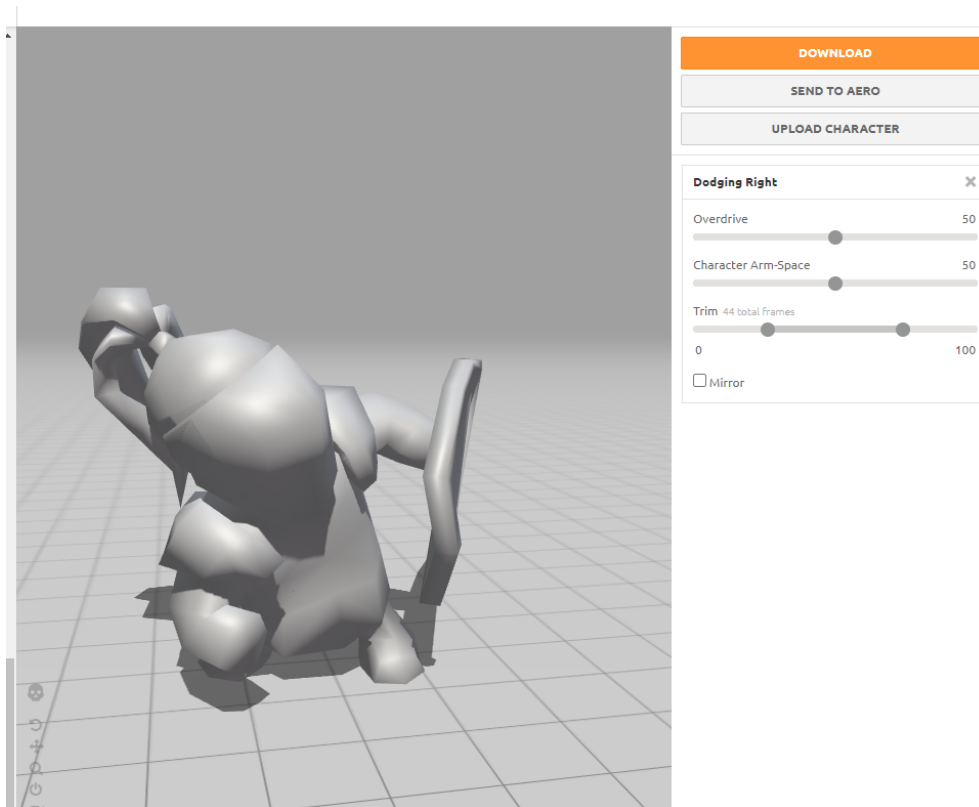 DOWNLOAD
SEND TO AERO
UPLOAD CHARACTER
Dodging Right
Overdrive 50
Character Arm-Space 50
Trim 44 total frames
0 100
Mirror